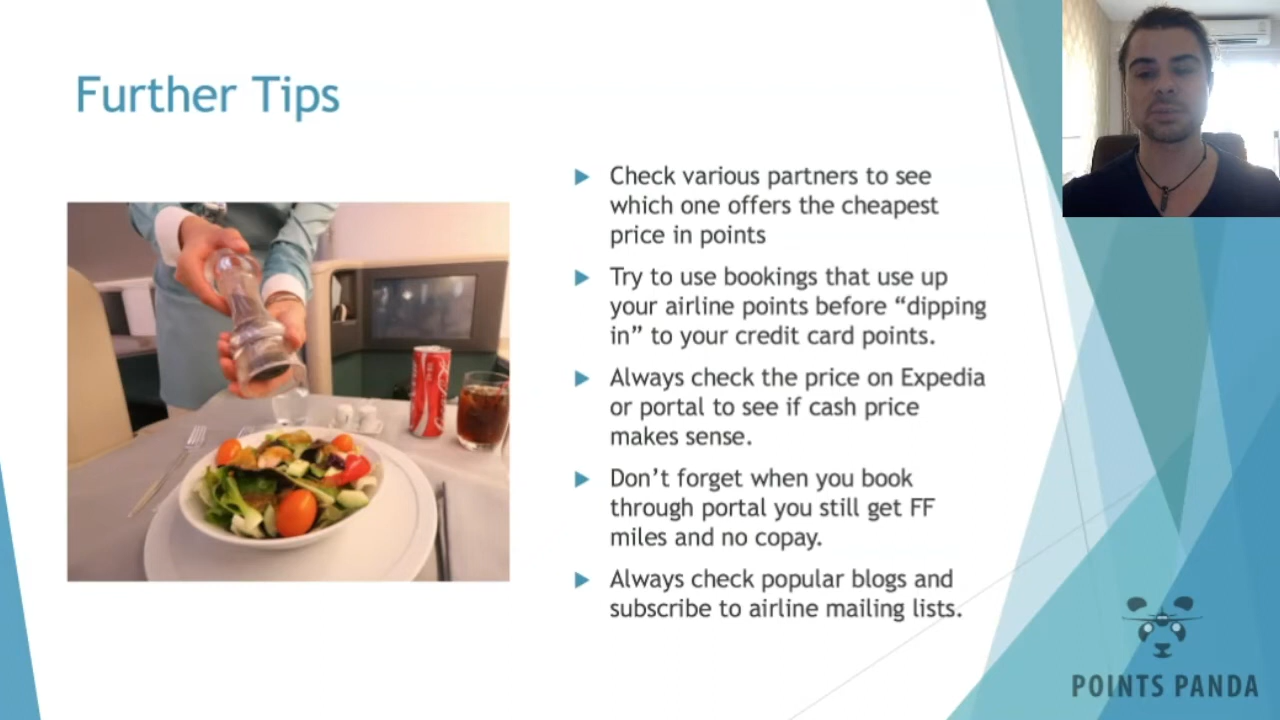 Further Tips
Check various partners to see
which one offers the cheapest
price in points
Try to use bookings that use up
your airline points before “dipping
in” to your credit card points.
Always check the price on Expedia
or portal to see if cash price
makes sense.
Don’t forget when you book
through portal you still get FF
miles and no copay.
Always check popular blogs and
subscribe to airline mailing lists.
POINTS PANDA